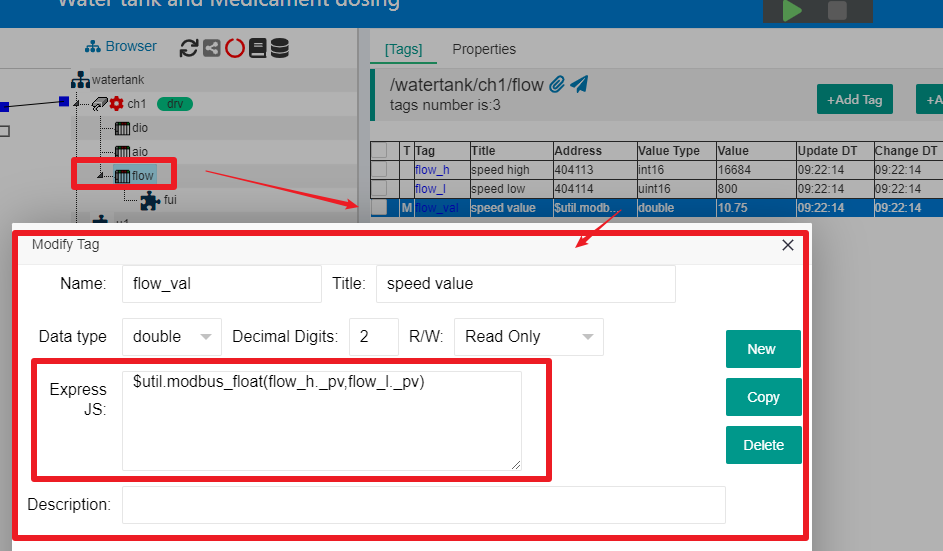 Water tank and Medicament dosing
Browser
[Tags] Properties
watertank
ch1 drv
dio
aio
flow
fui
/watertank/ch1/flow
tags number is:3
+Add Tag
T Tag Title Address Value Type Value Update DT Change DT
flow_h speed high 404113 int16 16684 09:22:14 09:22:14
flow_l speed low 404114 uint16 800 09:22:14 09:22:14
M flow_val speed value $util.modb... double 10.75 09:22:14 09:22:14
Modify Tag
Name: flow_val Title: speed value
Data type double Decimal Digits: 2 R/W: Read Only
Express
JS:
$util.modbus_float(flow_h._pv,flow_l._pv)
New
Copy
Delete
Description: